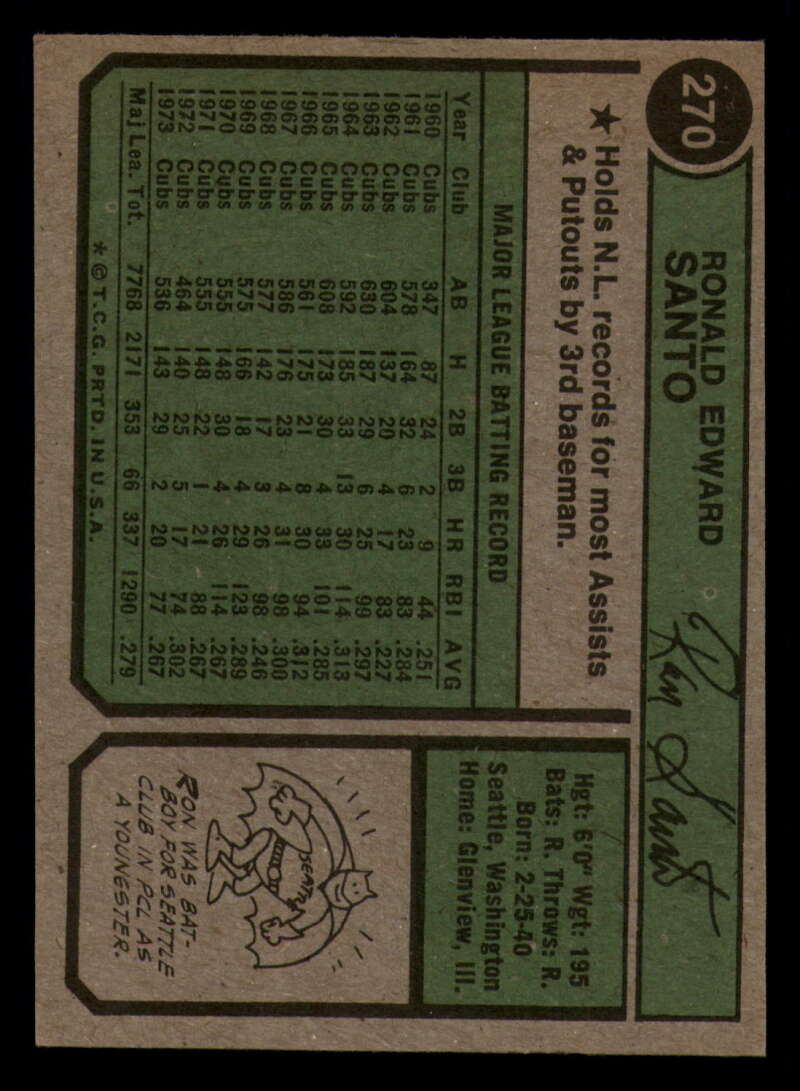 270
RONALD EDWARD
SANTO
Ron Santo
★ Holds N.L. records for most Assists
& Putouts by 3rd baseman.
MAJOR LEAGUE BATTING RECORD
Year Club AB H 2B 3B HR RBI AVG
1960 Cubs 347 87 24 2 9 44 .251
1961 Cubs 578 164 32 6 23 83 .284
1962 Cubs 604 137 20 4 17 83 .227
1963 Cubs 630 187 29 6 25 99 .297
1964 Cubs 592 185 33 13 30 114 .313
1965 Cubs 608 173 30 4 33 101 .285
1966 Cubs 561 175 21 8 30 94 .312
1967 Cubs 586 176 23 4 31 98 .300
1968 Cubs 577 142 17 3 26 98 .246
1969 Cubs 575 166 18 4 29 123 .289
1970 Cubs 555 148 30 4 26 114 .267
1971 Cubs 555 148 22 1 21 88 .267
1972 Cubs 464 140 25 5 17 74 .302
1973 Cubs 536 143 29 2 20 77 .267
Maj Lea. Tot. 7768 2171 353 66 337 1290 .279
* © T.C.G. PRTD. IN U.S.A.
Hgt: 6'0" Wgt: 195
Bats: R. Throws: R.
Born: 2-25-40
Seattle, Washington
Home: Glenview, Ill.
RON WAS BAT-
BOY FOR SEATTLE
CLUB IN PCL AS
A YOUNGSTER.